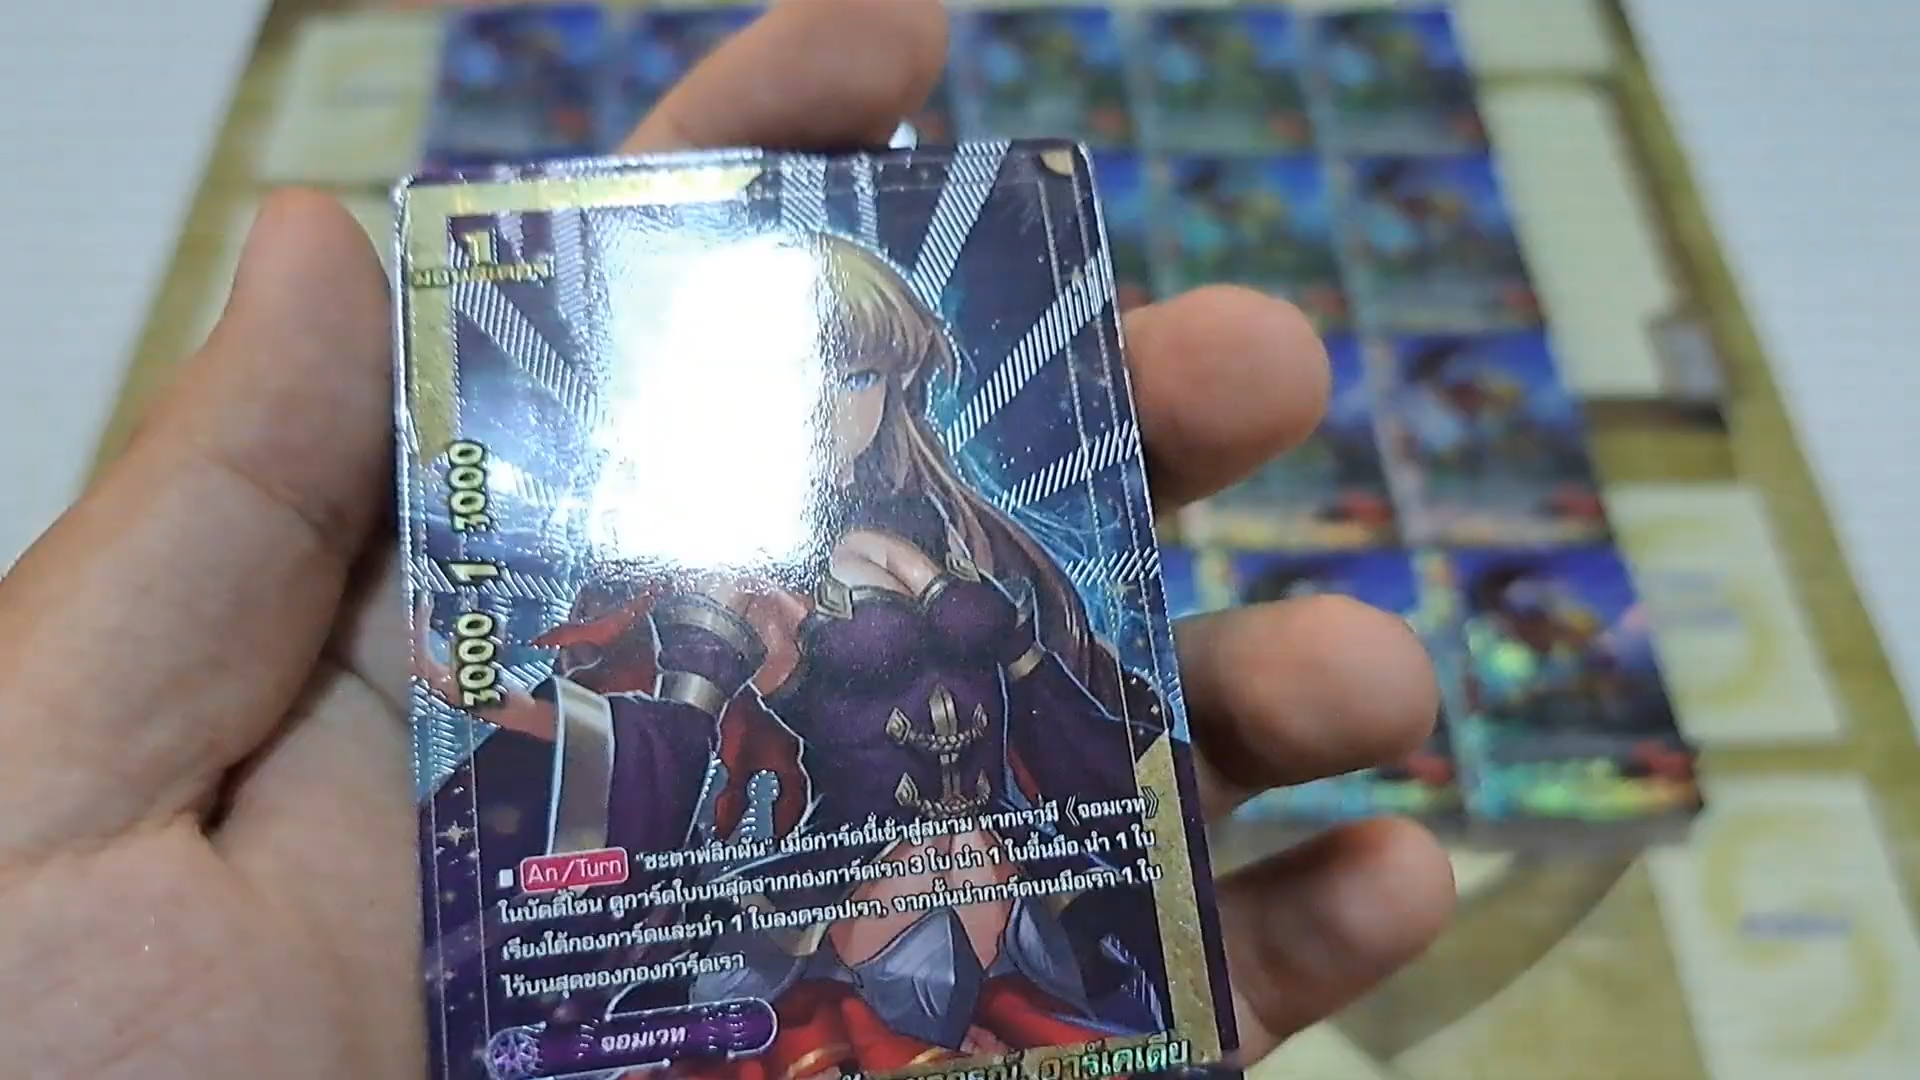 1
มอนสเตอร์
3000 1 3000
An/Turn "ชะตาพลิกผัน" เมื่อการ์ดนี้เข้าสู่สนาม หากเรามี《จอมเวท》
ในบัดดี้โซน ดูการ์ดใบบนสุดจากกองการ์ดเรา 3 ใบ นำ 1 ใบขึ้นมือ นำ 1 ใบ
เรียงใต้กองการ์ดและนำ 1 ใบลงดรอปเรา, จากนั้นนำการ์ดบนมือเรา 1 ใบ
ไว้บนสุดของกองการ์ดเรา
จอมเวท
อาร์เคเดีย